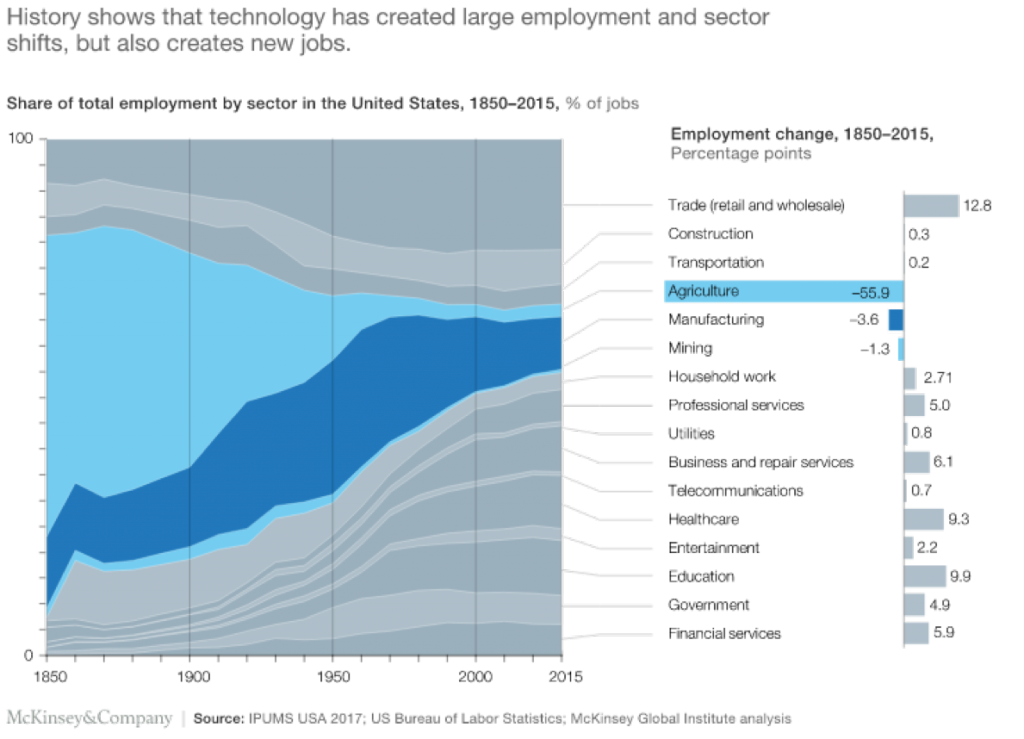 History shows that technology has created large employment and sector
shifts, but also creates new jobs.
Share of total employment by sector in the United States, 1850–2015, % of jobs
100
0
1850
1900
1950
2000
2015
Employment change, 1850–2015,
Percentage points
Trade (retail and wholesale) 12.8
Construction 0.3
Transportation 0.2
Agriculture –55.9
Manufacturing –3.6
Mining –1.3
Household work 2.71
Professional services 5.0
Utilities 0.8
Business and repair services 6.1
Telecommunications 0.7
Healthcare 9.3
Entertainment 2.2
Education 9.9
Government 4.9
Financial services 5.9
McKinsey&Company | Source: IPUMS USA 2017; US Bureau of Labor Statistics; McKinsey Global Institute analysis